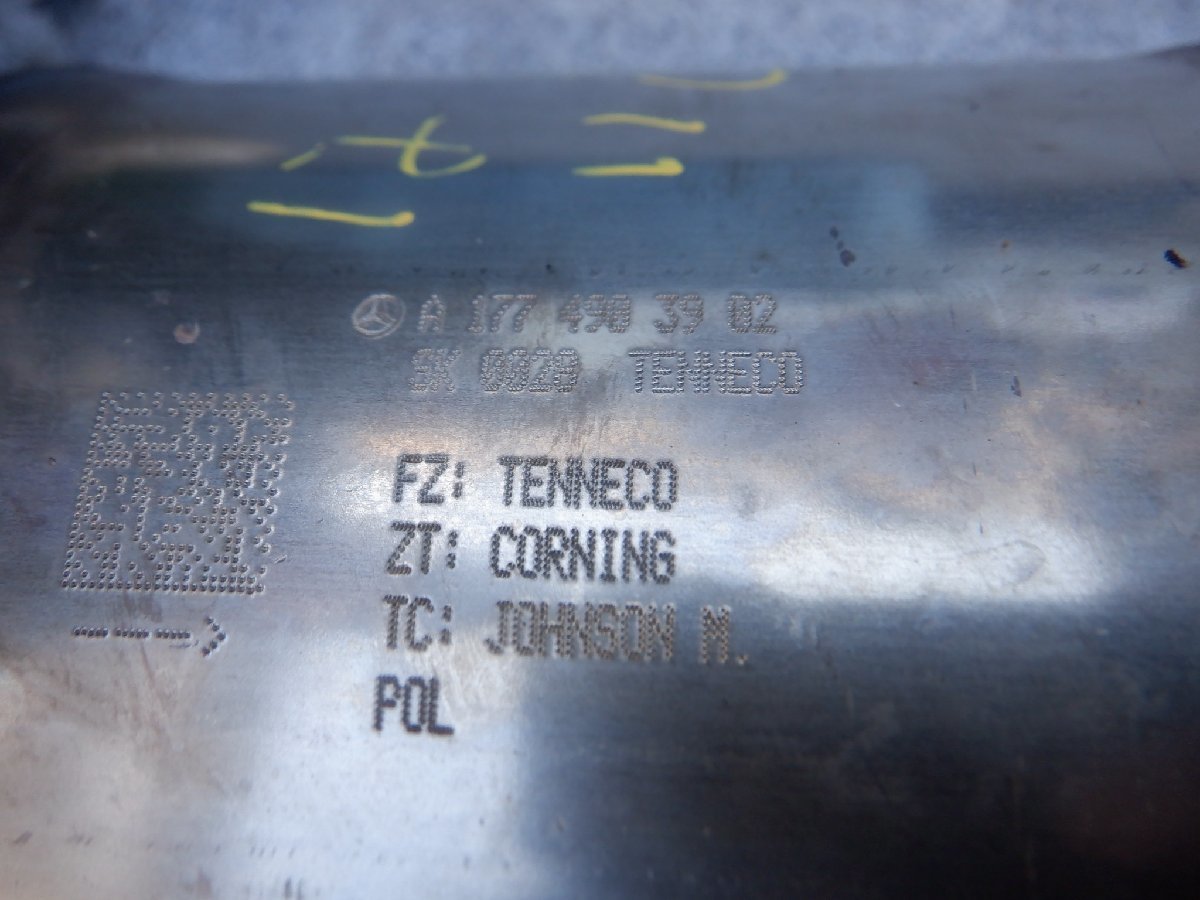 A 177 490 39 02
SK 0028 TENNECO
FZ: TENNECO
ZT: CORNING
TC: JOHNSON M.
POL